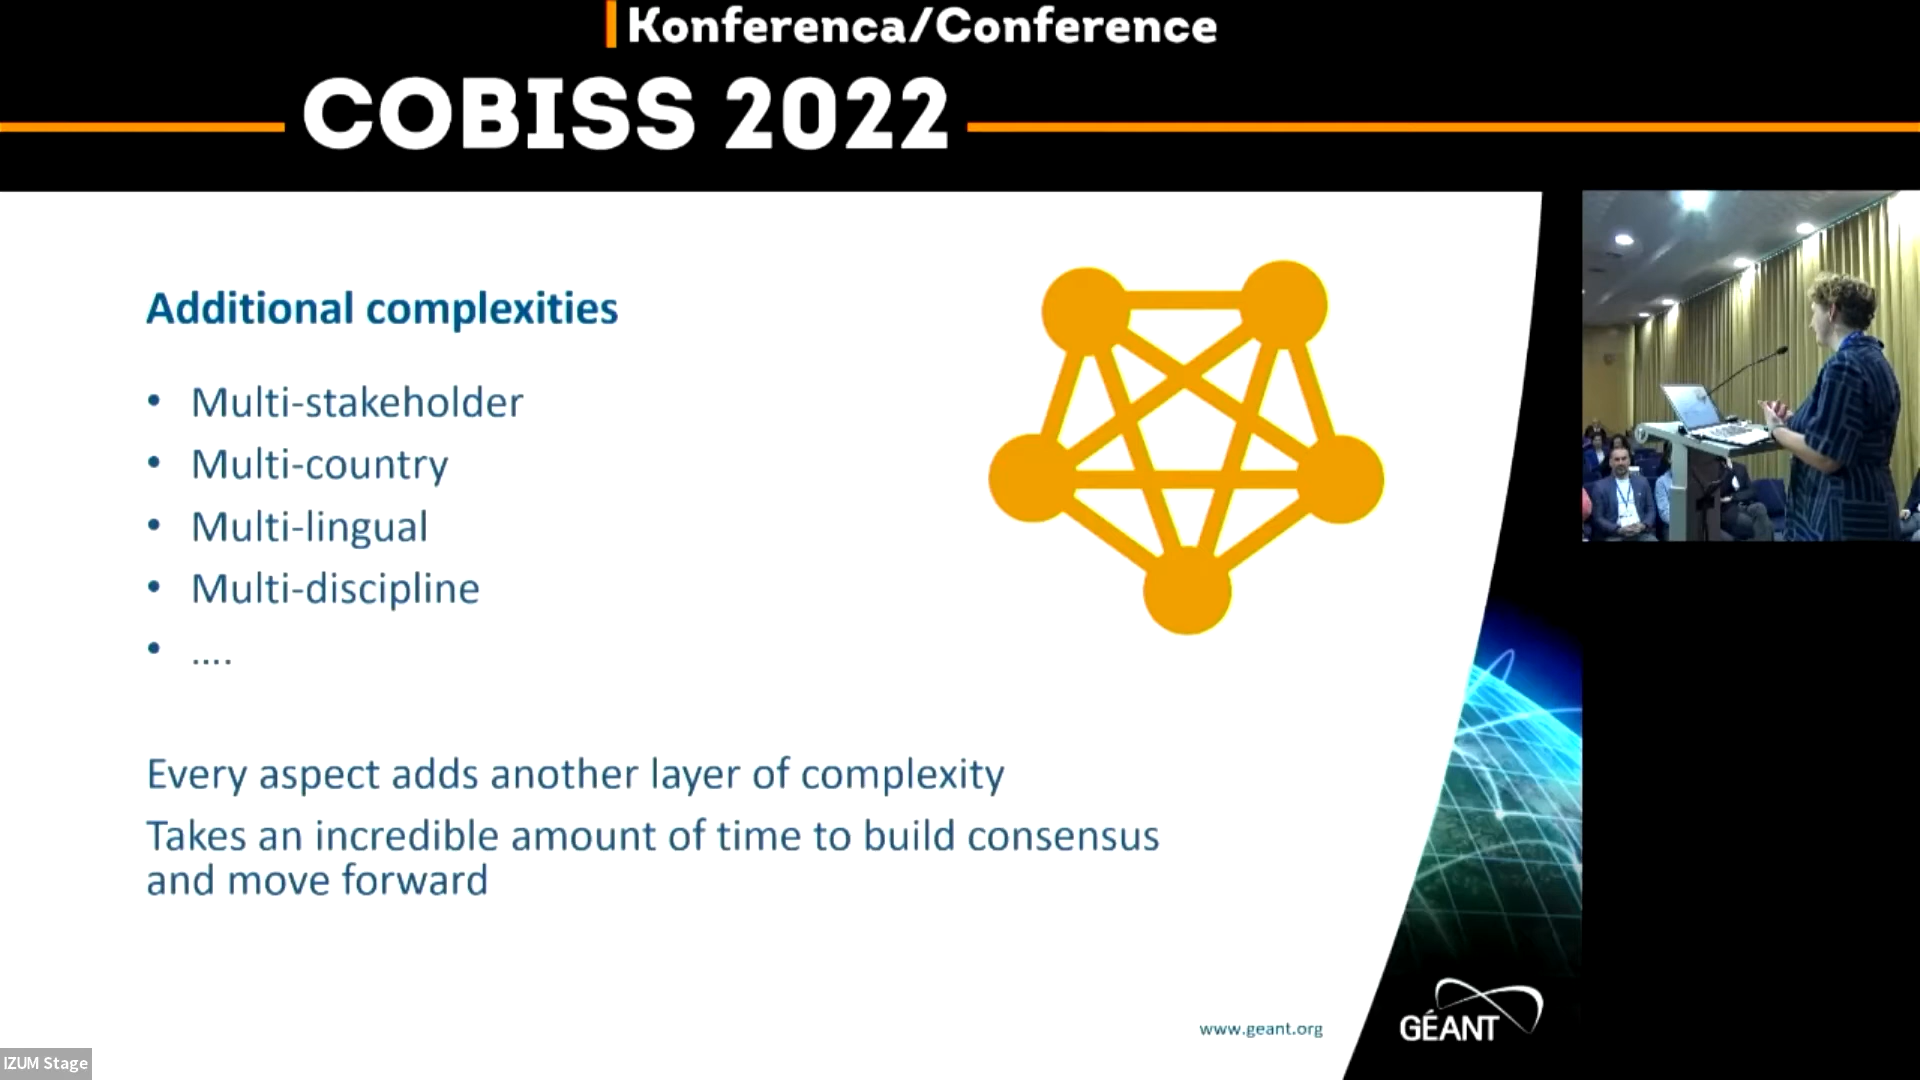 Konferenca/Conference
COBISS 2022
Additional complexities
• Multi-stakeholder
• Multi-country
• Multi-lingual
• Multi-discipline
• ....
Every aspect adds another layer of complexity
Takes an incredible amount of time to build consensus
and move forward
www.geant.org
GÉANT
IZUM Stage